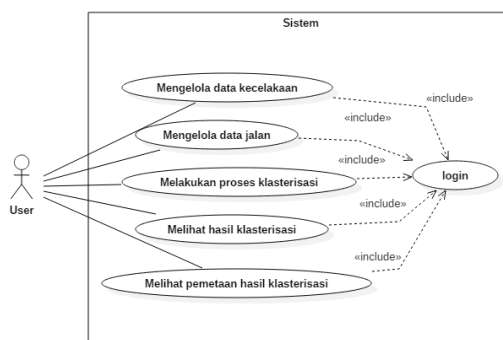 Sistem
Mengelola data kecelakaan
«include»
«include»
Mengelola data jalan
«include»
Melakukan proses klasterisasi
login
User
«include»
Melihat hasil klasterisasi
«include»
Melihat pemetaan hasil klasterisasi